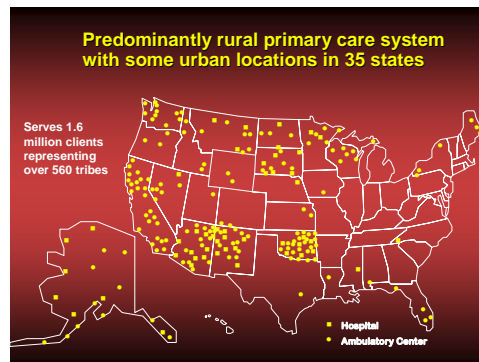 Predominantly rural primary care system
with some urban locations in 35 states
Serves 1.6
million clients
representing
over 560 tribes
Hospital
Ambulatory Center